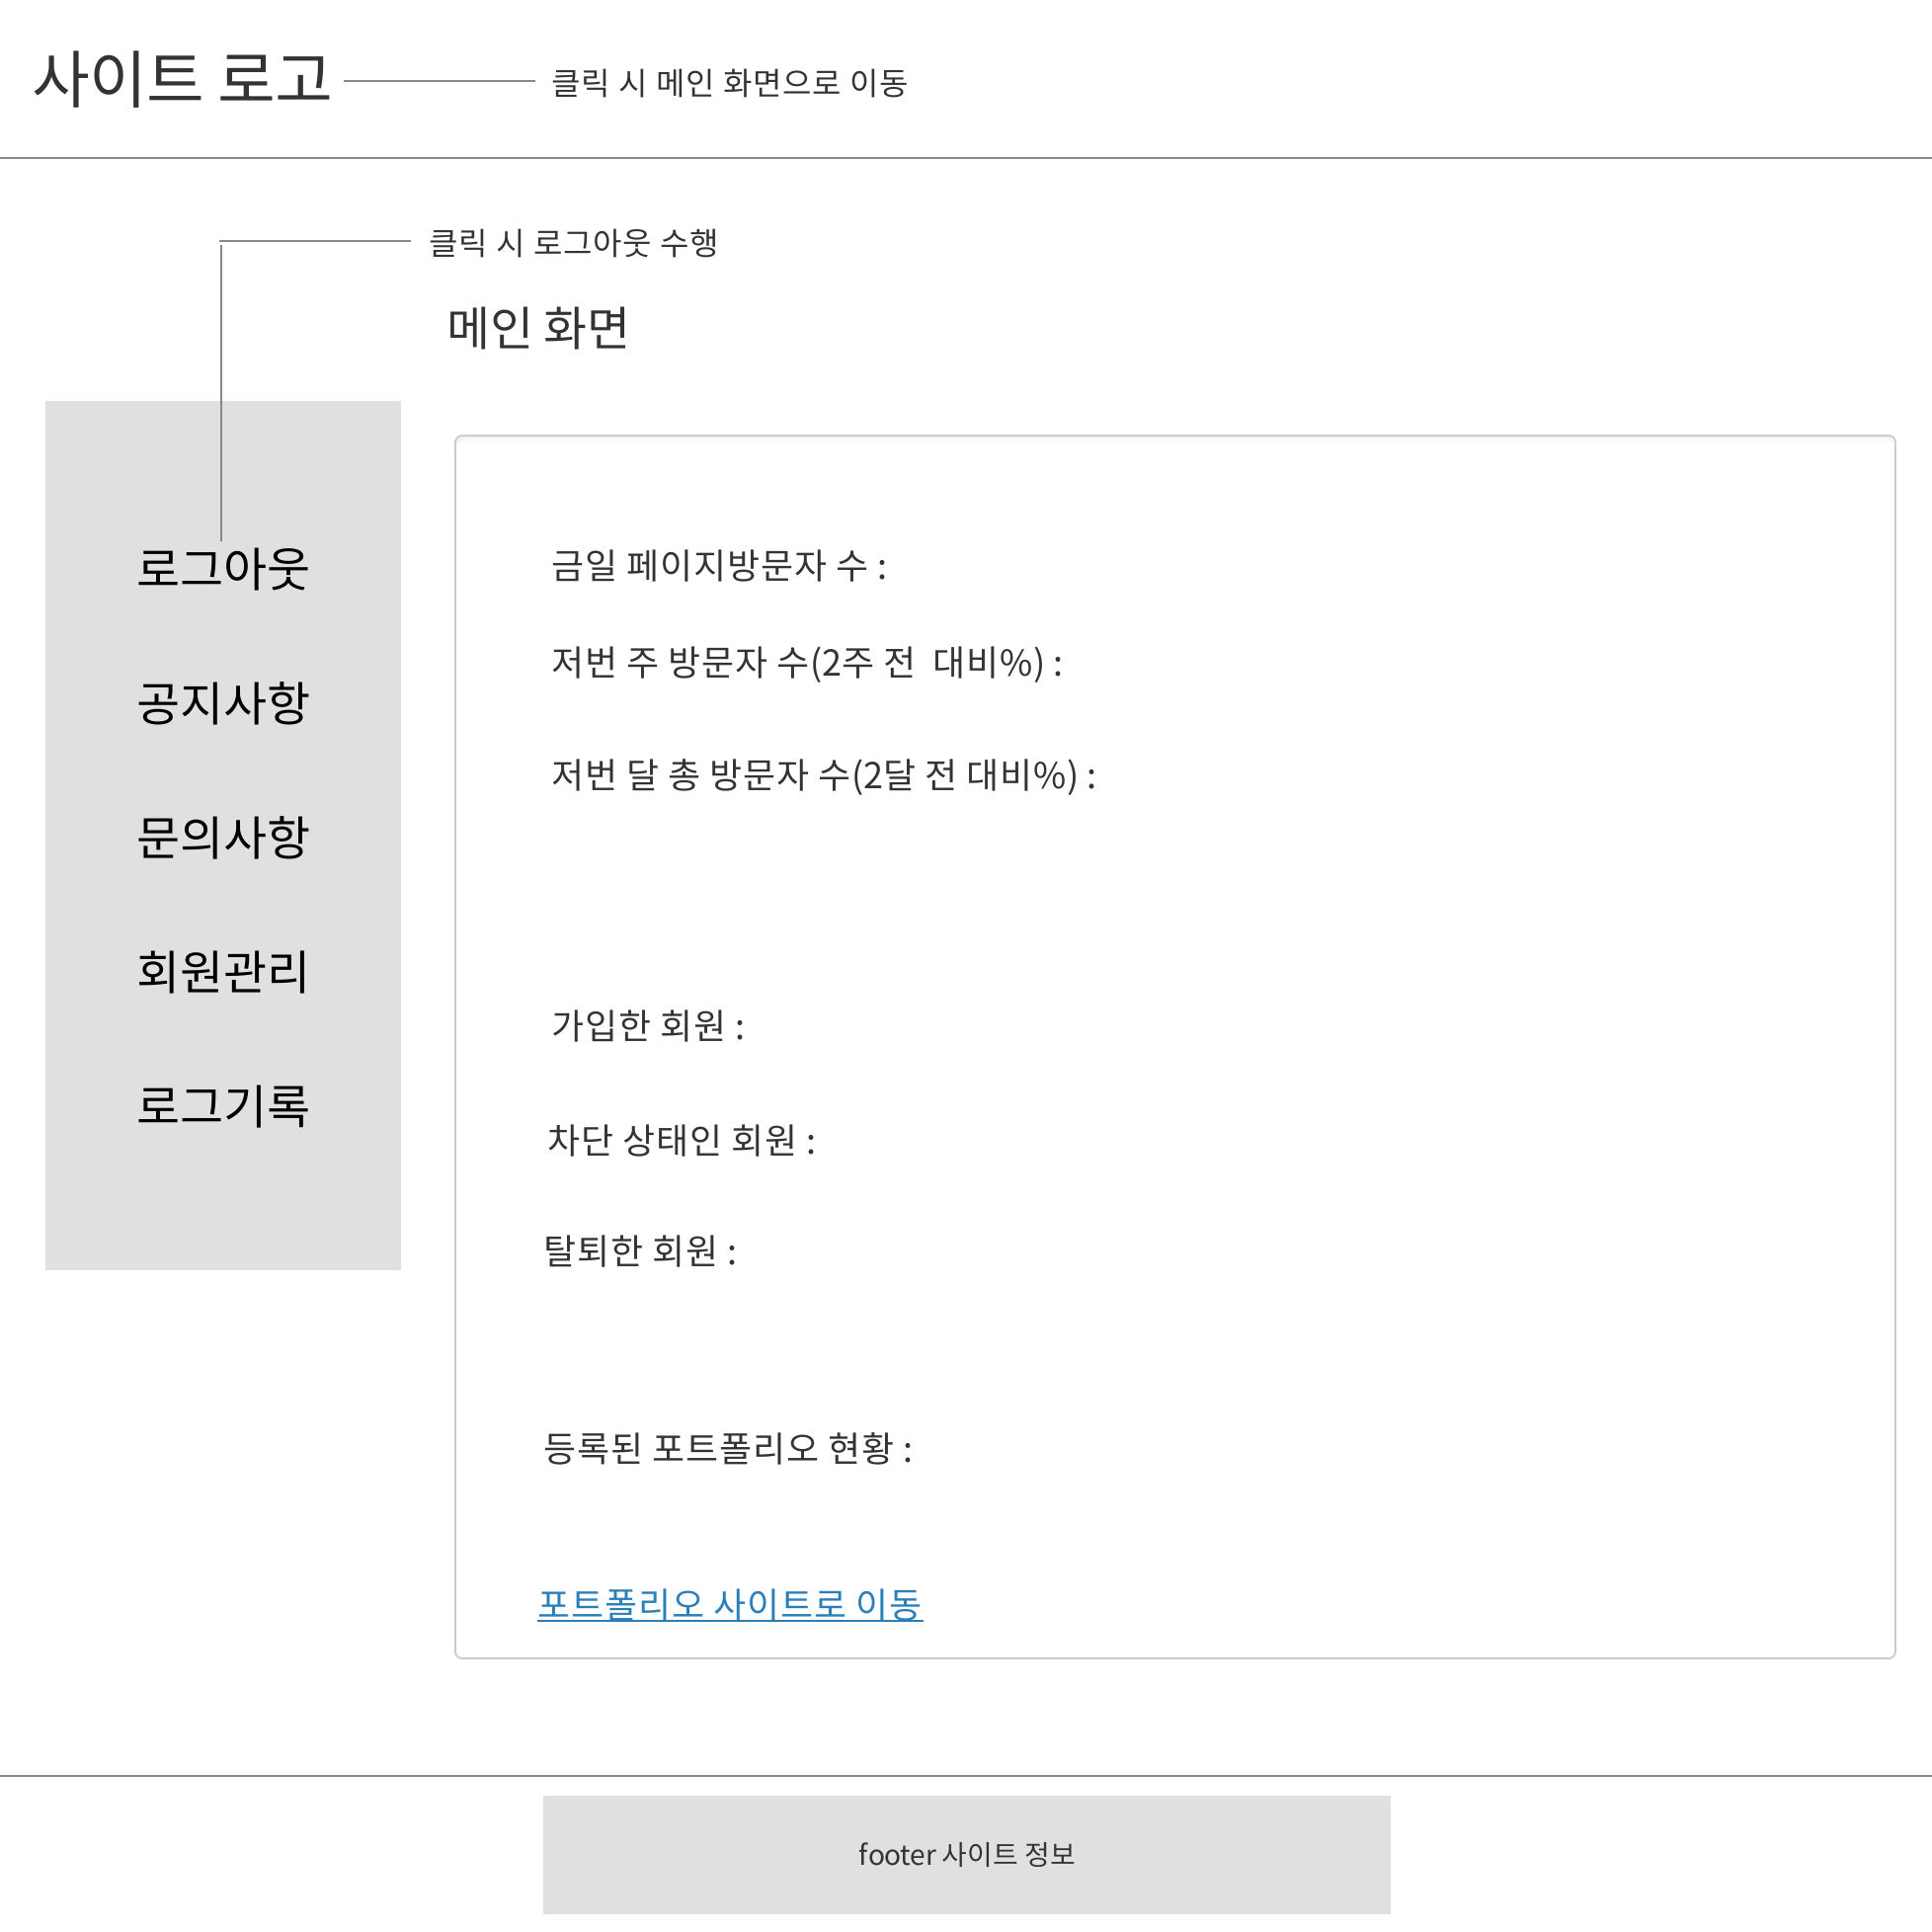 사이트 로고
클릭 시 메인 화면으로 이동
클릭 시 로그아웃 수행
메인 화면
로그아웃
공지사항
문의사항
회원관리
로그기록
금일 페이지방문자 수 :
저번 주 방문자 수(2주 전  대비%) :
저번 달 총 방문자 수(2달 전 대비%) :
가입한 회원 :
차단 상태인 회원 :
탈퇴한 회원 :
등록된 포트폴리오 현황 :
포트폴리오 사이트로 이동
footer 사이트 정보